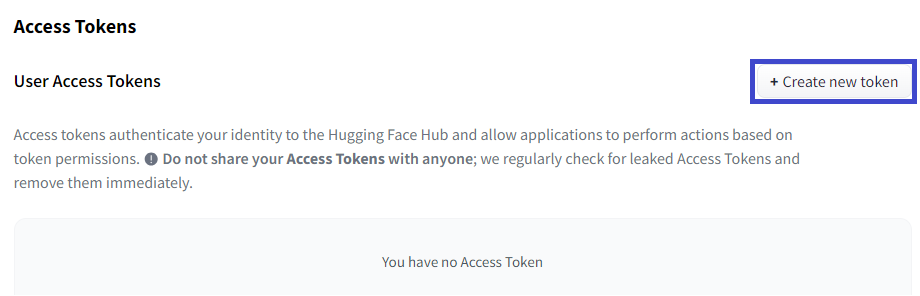 Access Tokens
User Access Tokens
+ Create new token
Access tokens authenticate your identity to the Hugging Face Hub and allow applications to perform actions based on
token permissions. Do not share your Access Tokens with anyone; we regularly check for leaked Access Tokens and
remove them immediately.
You have no Access Token